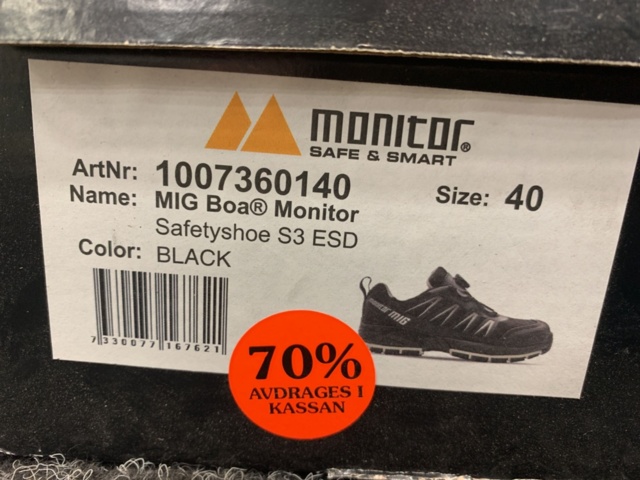 monitor®
SAFE & SMART
ArtNr: 1007360140
Name: MIG Boa® Monitor
Size: 40
Safetyshoe S3 ESD
Color: BLACK
7 330077 167621
monitor MIG
70%
AVDRAGES I
KASSAN